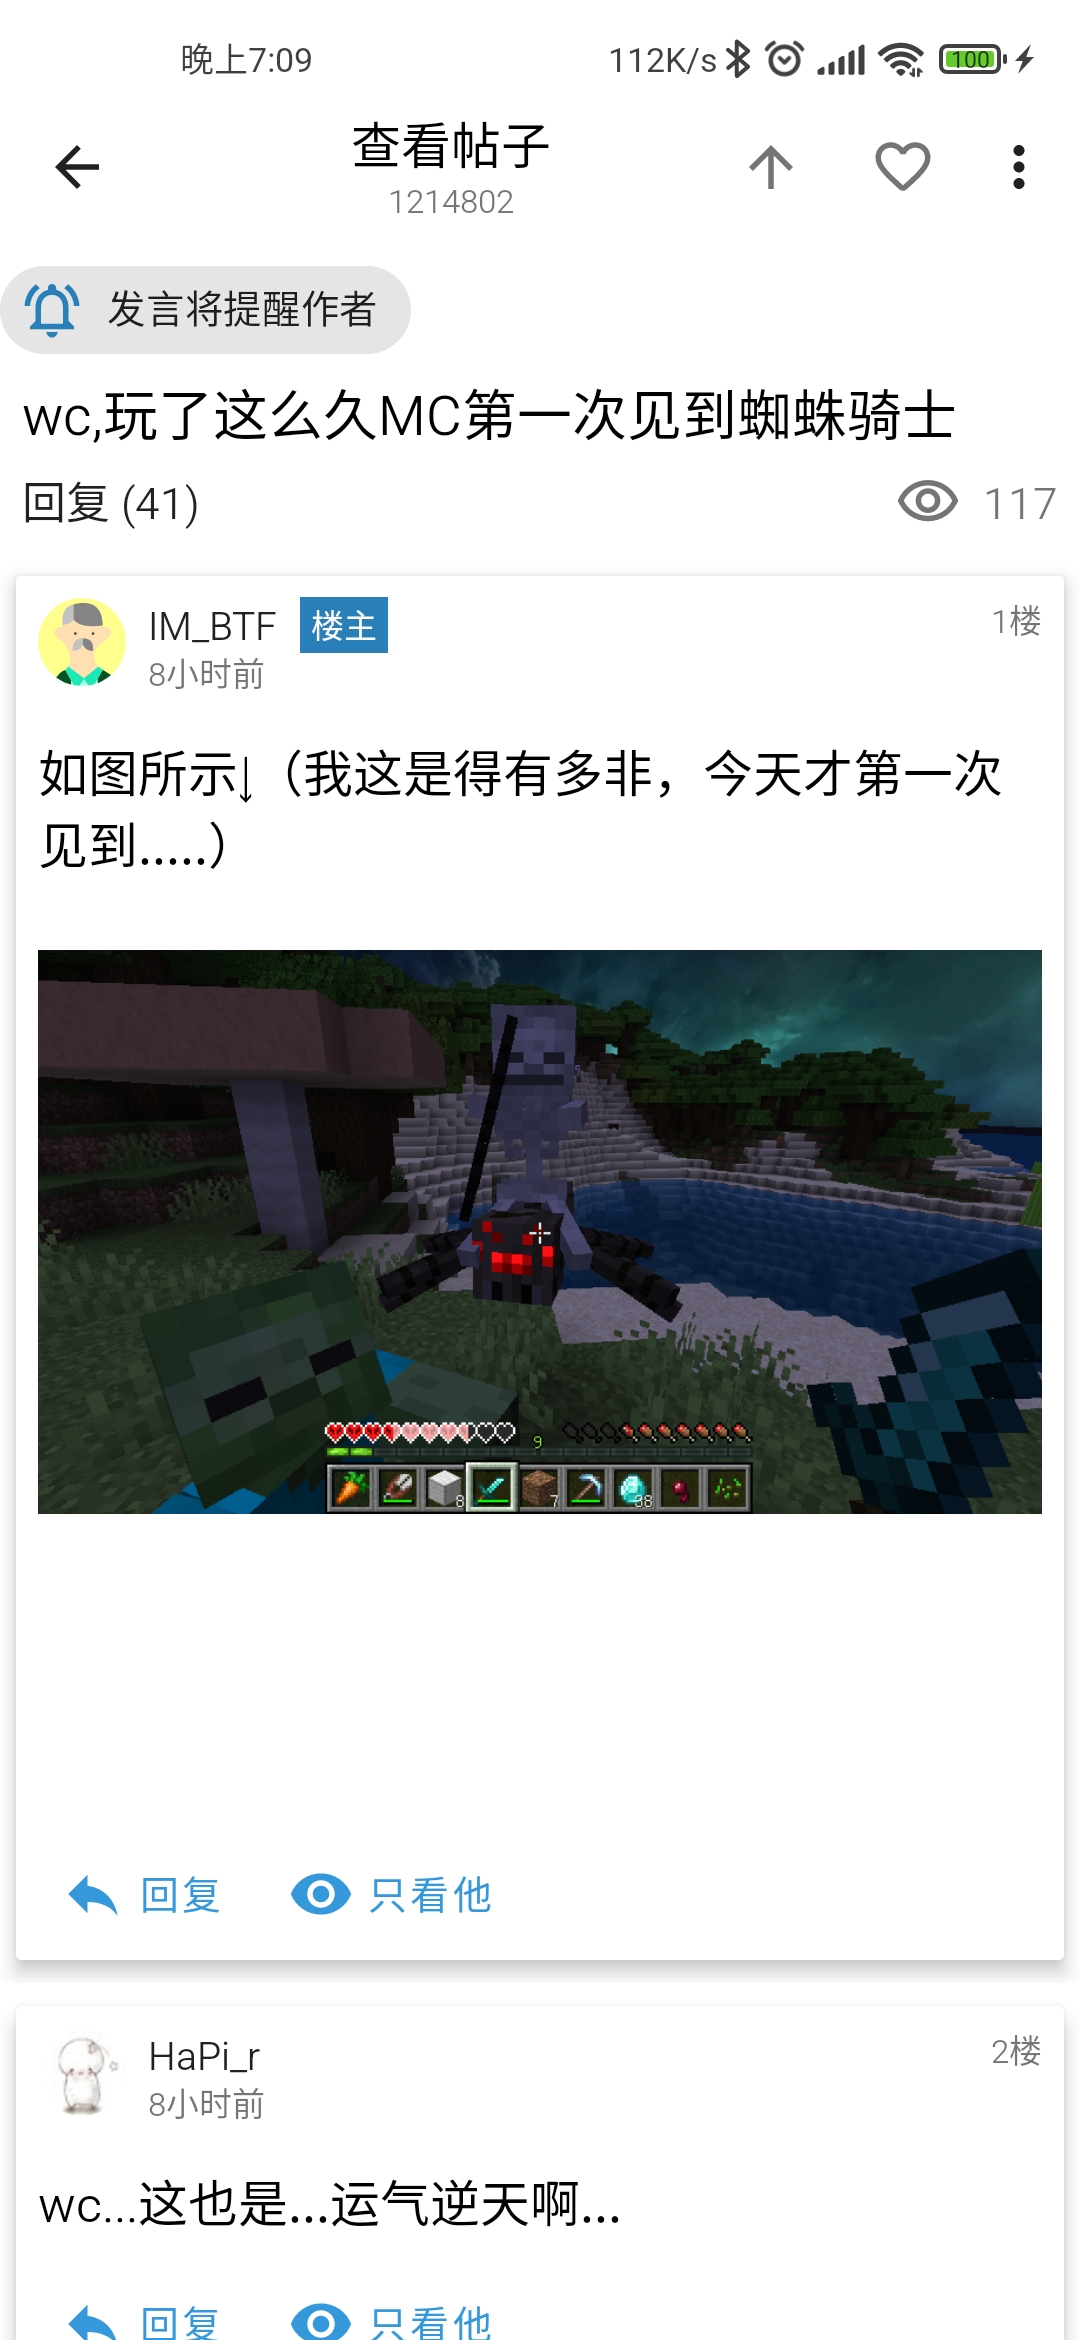 晚上7:09
112K/s
100
查看帖子
1214802
发言将提醒作者
wc,玩了这么久MC第一次见到蜘蛛骑士
回复 (41)
117
IM_BTF
楼主
1楼
8小时前
如图所示↓（我这是得有多非，今天才第一次
见到.....）
9
8
7
38
回复
只看他
HaPi_r
2楼
8小时前
wc...这也是...运气逆天啊...
回复
只看他